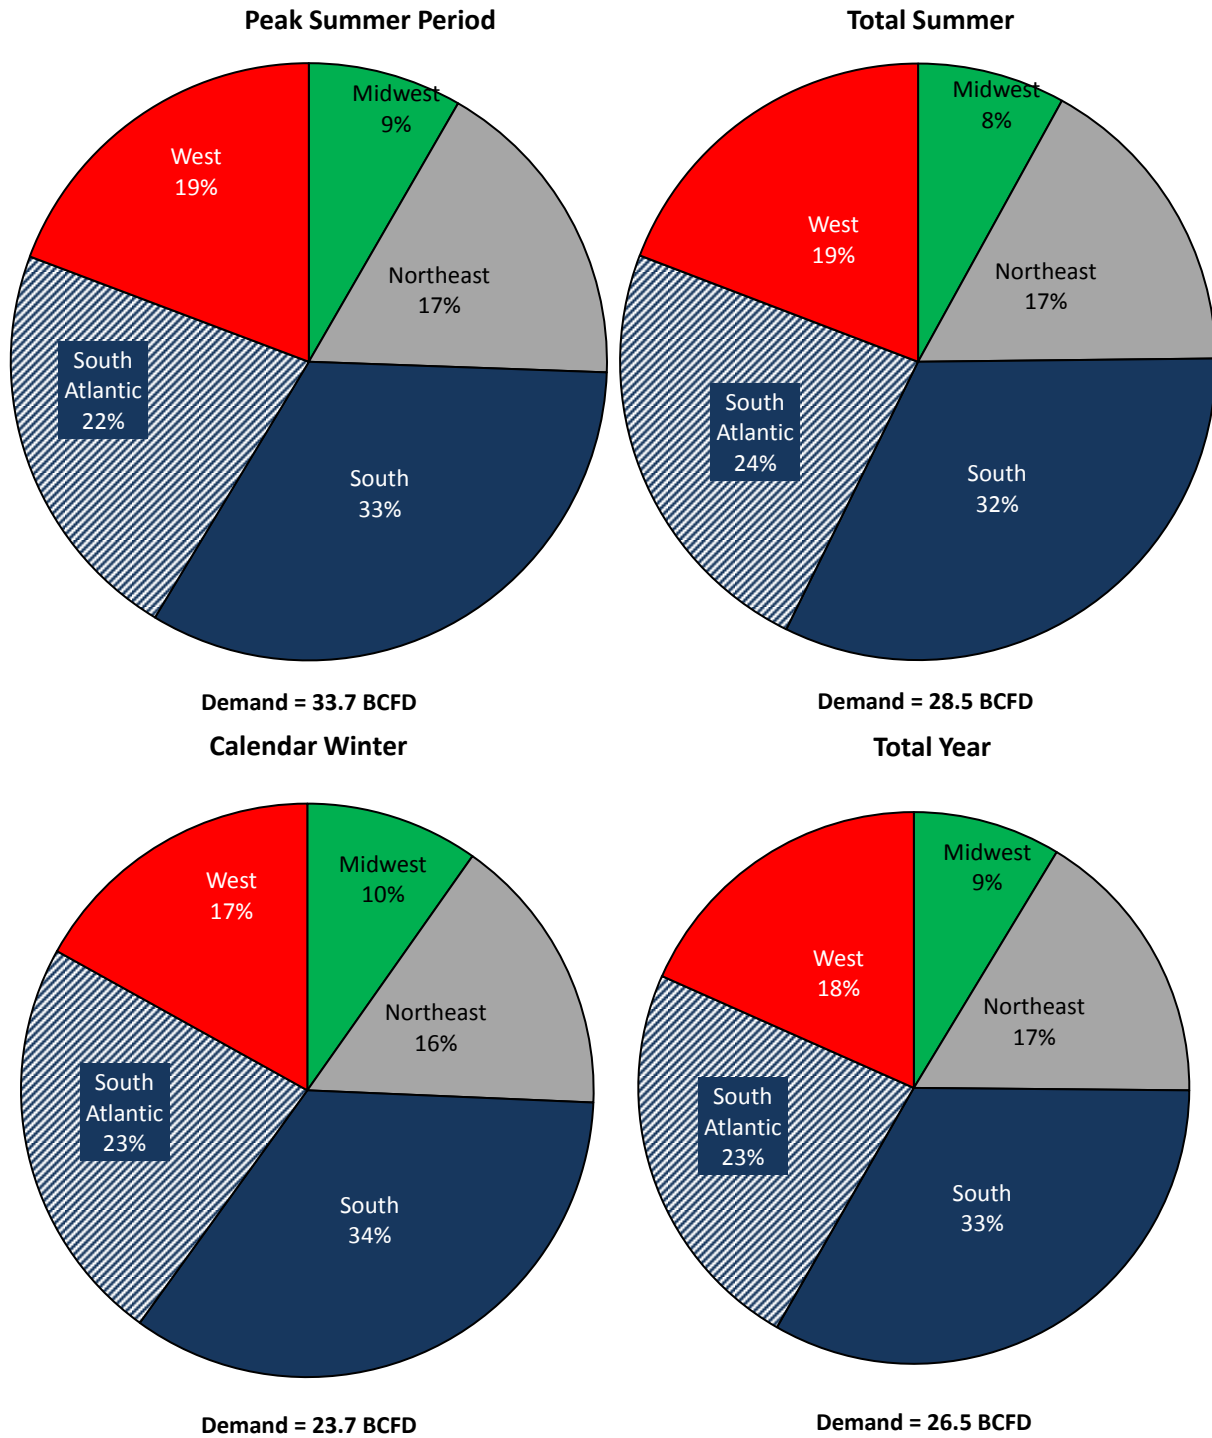 Peak Summer Period
Midwest
9%
West
19%
Northeast
17%
South
Atlantic
22%
South
33%
Demand = 33.7 BCFD
Total Summer
Midwest
8%
West
19%
Northeast
17%
South
Atlantic
24%
South
32%
Demand = 28.5 BCFD
Calendar Winter
Midwest
10%
West
17%
Northeast
16%
South
Atlantic
23%
South
34%
Demand = 23.7 BCFD
Total Year
Midwest
9%
West
18%
Northeast
17%
South
Atlantic
23%
South
33%
Demand = 26.5 BCFD